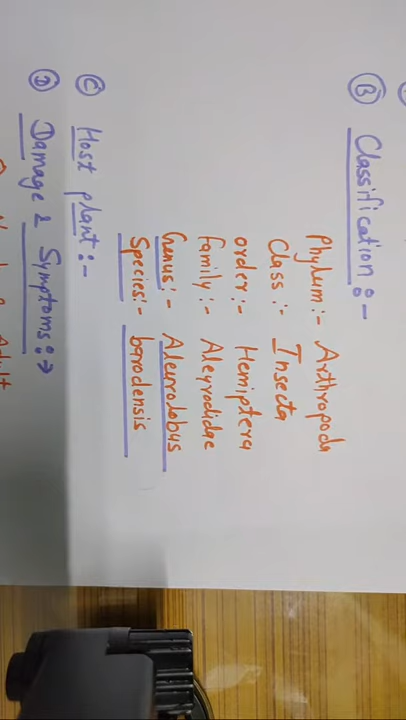 (B) Classification :-
Phylum :- Arthropoda
Class :- Insecta
order :- Hemiptera
family :- Aleyrodidae
Genus :- Aleurolobus
Species :- barodensis
(C) Host plant :-
(D) Damage & Symptoms :→